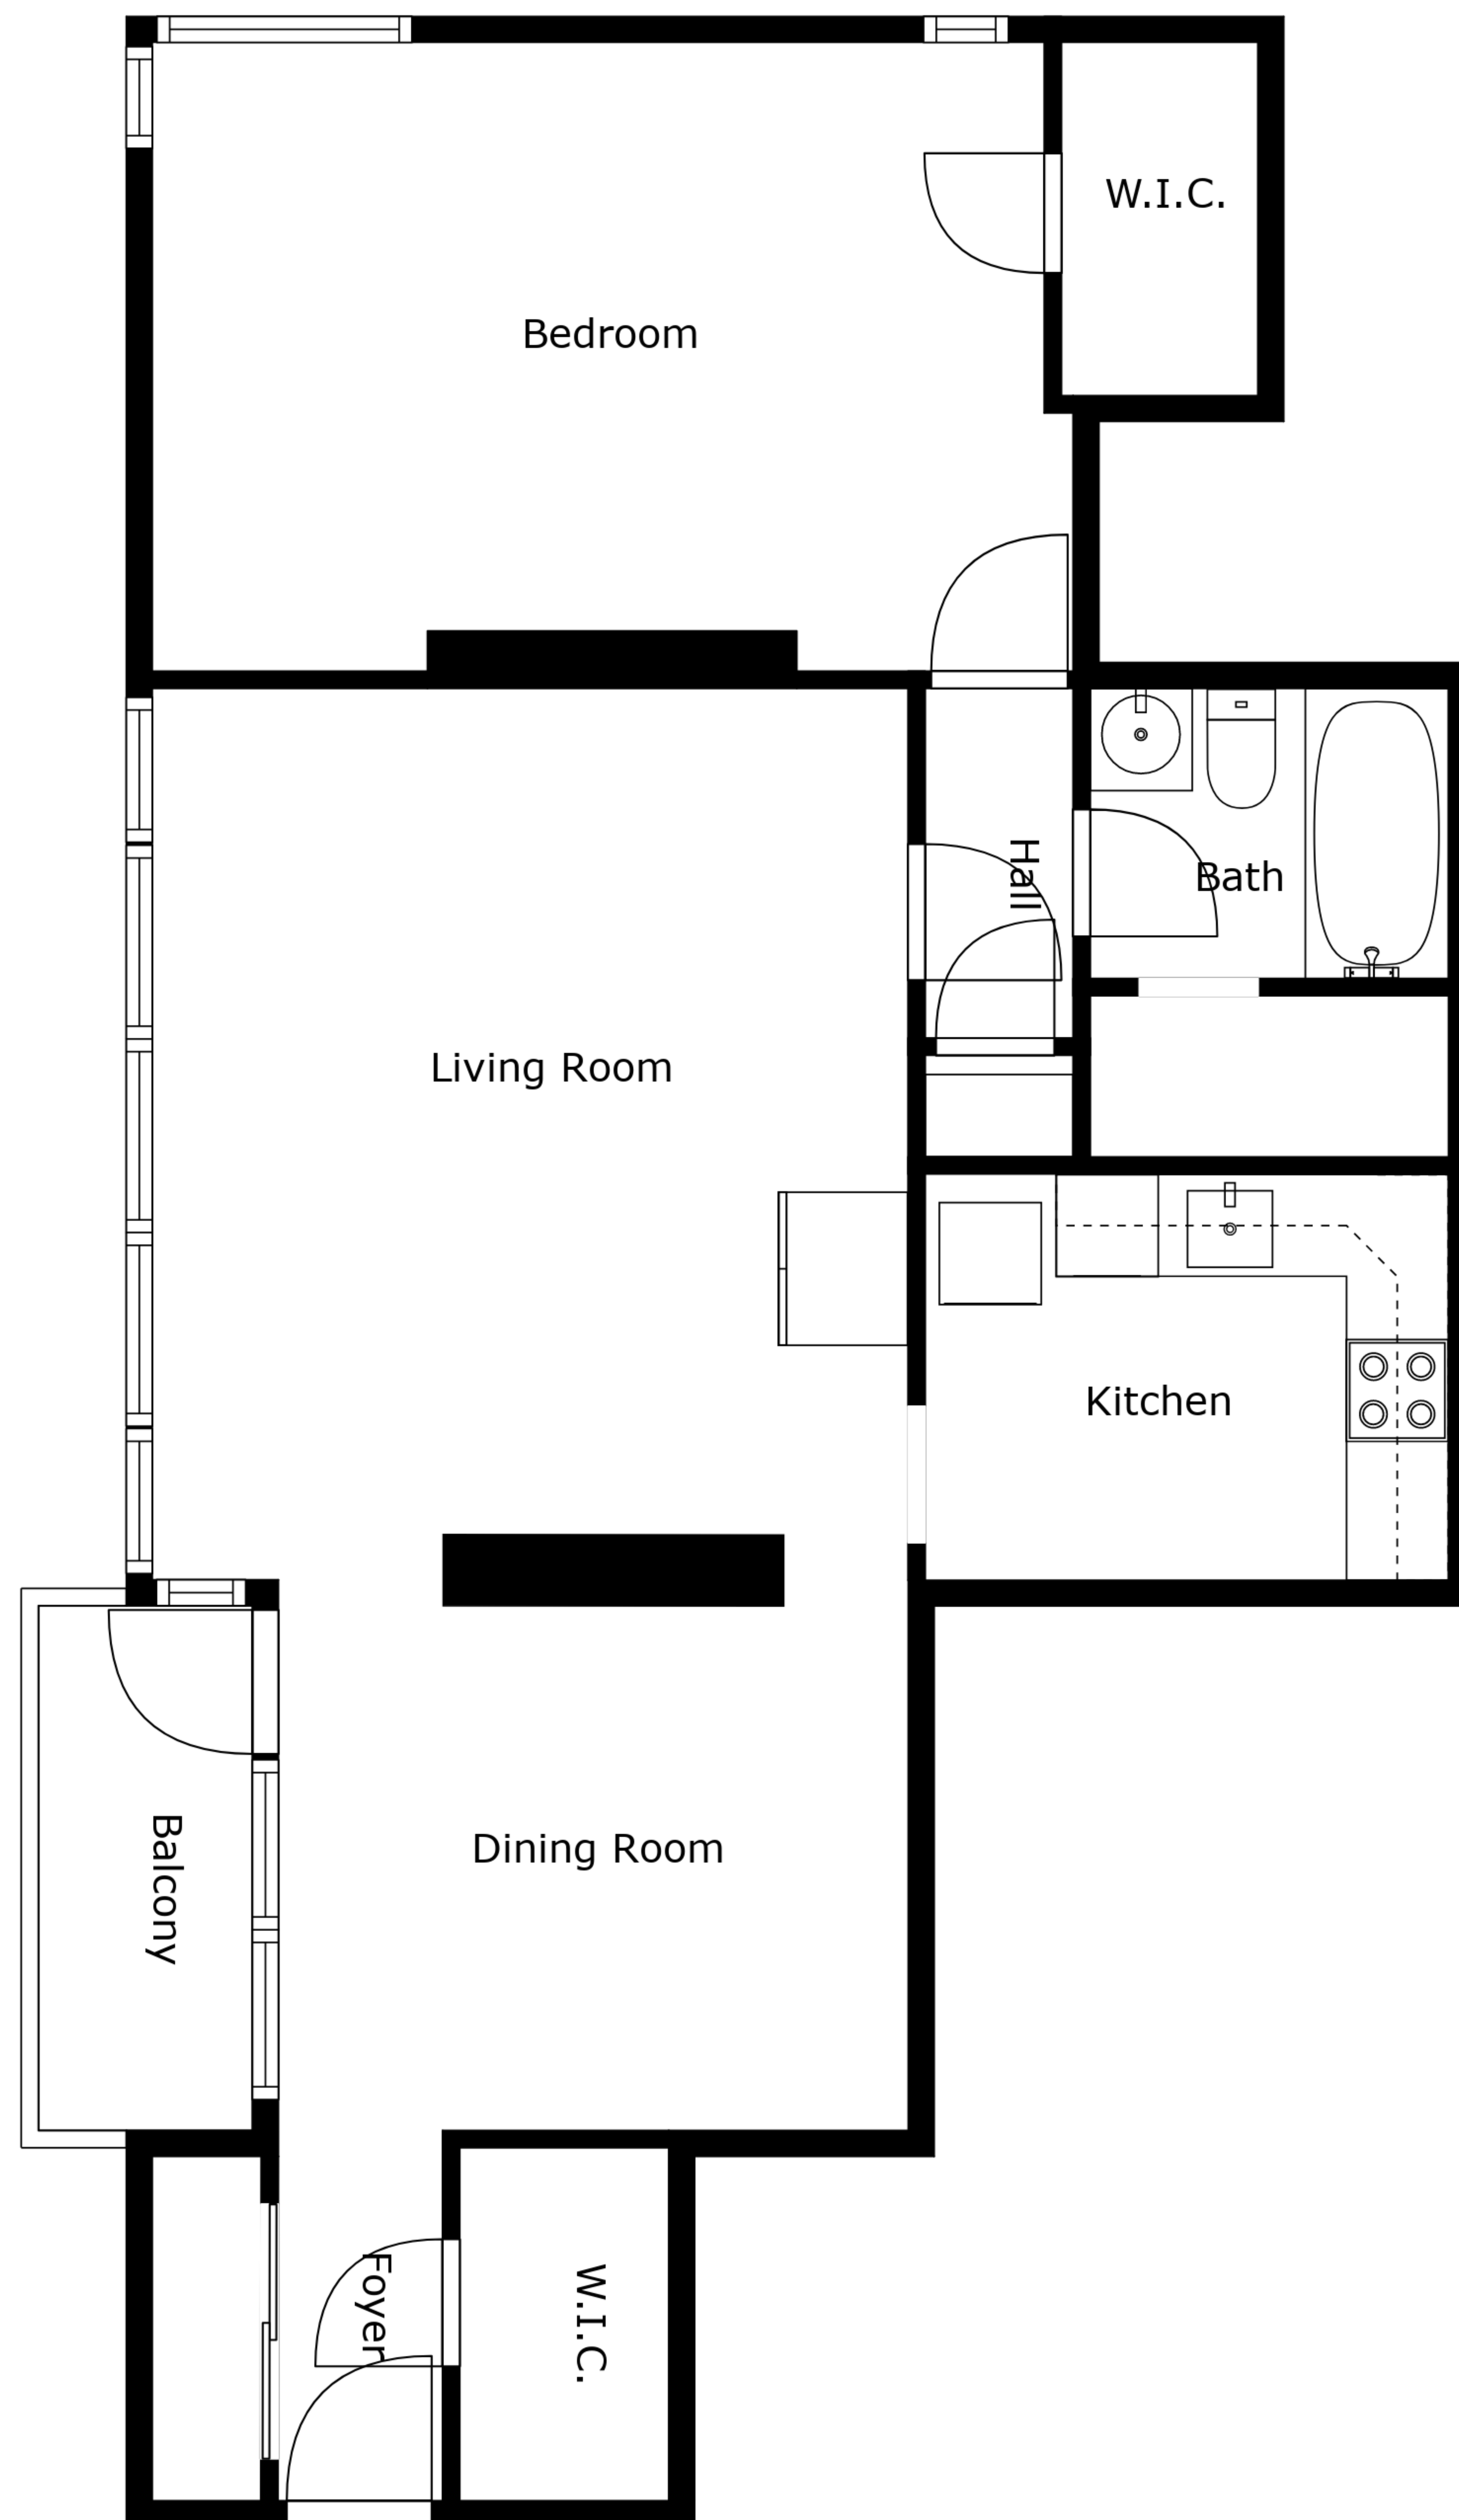 W.I.C.
Bedroom
Hall
Bath
Living Room
Kitchen
Dining Room
Balcony
Foyer
W.I.C.